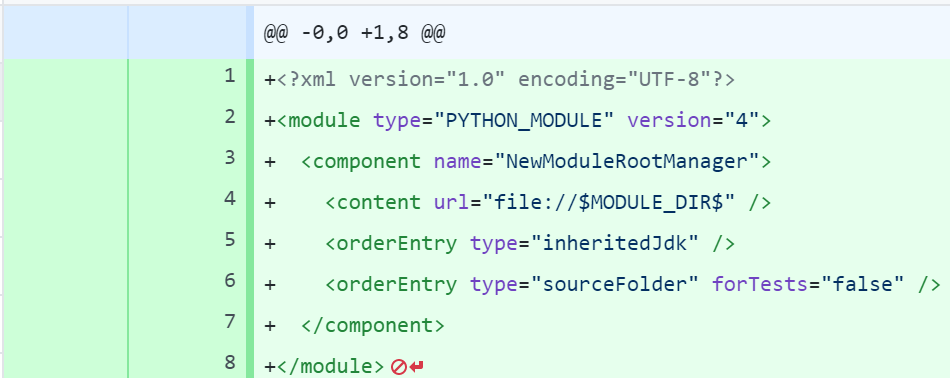 @@ -0,0 +1,8 @@
1 +<?xml version="1.0" encoding="UTF-8"?>
2 +<module type="PYTHON_MODULE" version="4">
3 +  <component name="NewModuleRootManager">
4 +    <content url="file://$MODULE_DIR$" />
5 +    <orderEntry type="inheritedJdk" />
6 +    <orderEntry type="sourceFolder" forTests="false" />
7 +  </component>
8 +</module>